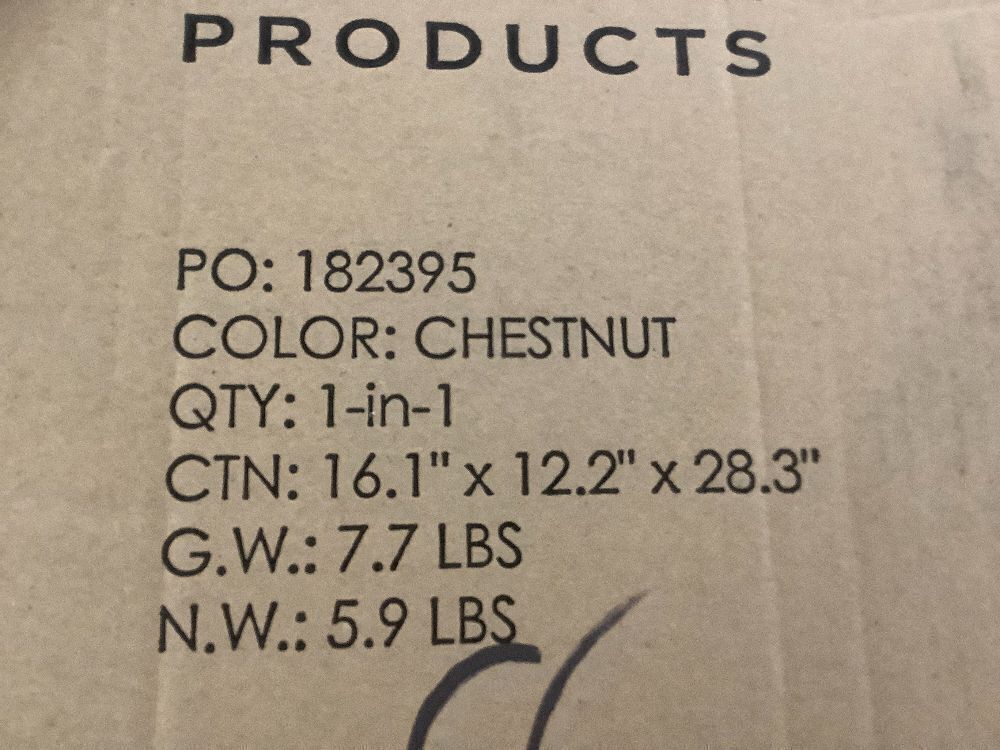 PRODUCTS
PO: 182395
COLOR: CHESTNUT
QTY: 1-in-1
CTN: 16.1" x 12.2" x 28.3"
G.W.: 7.7 LBS
N.W.: 5.9 LBS